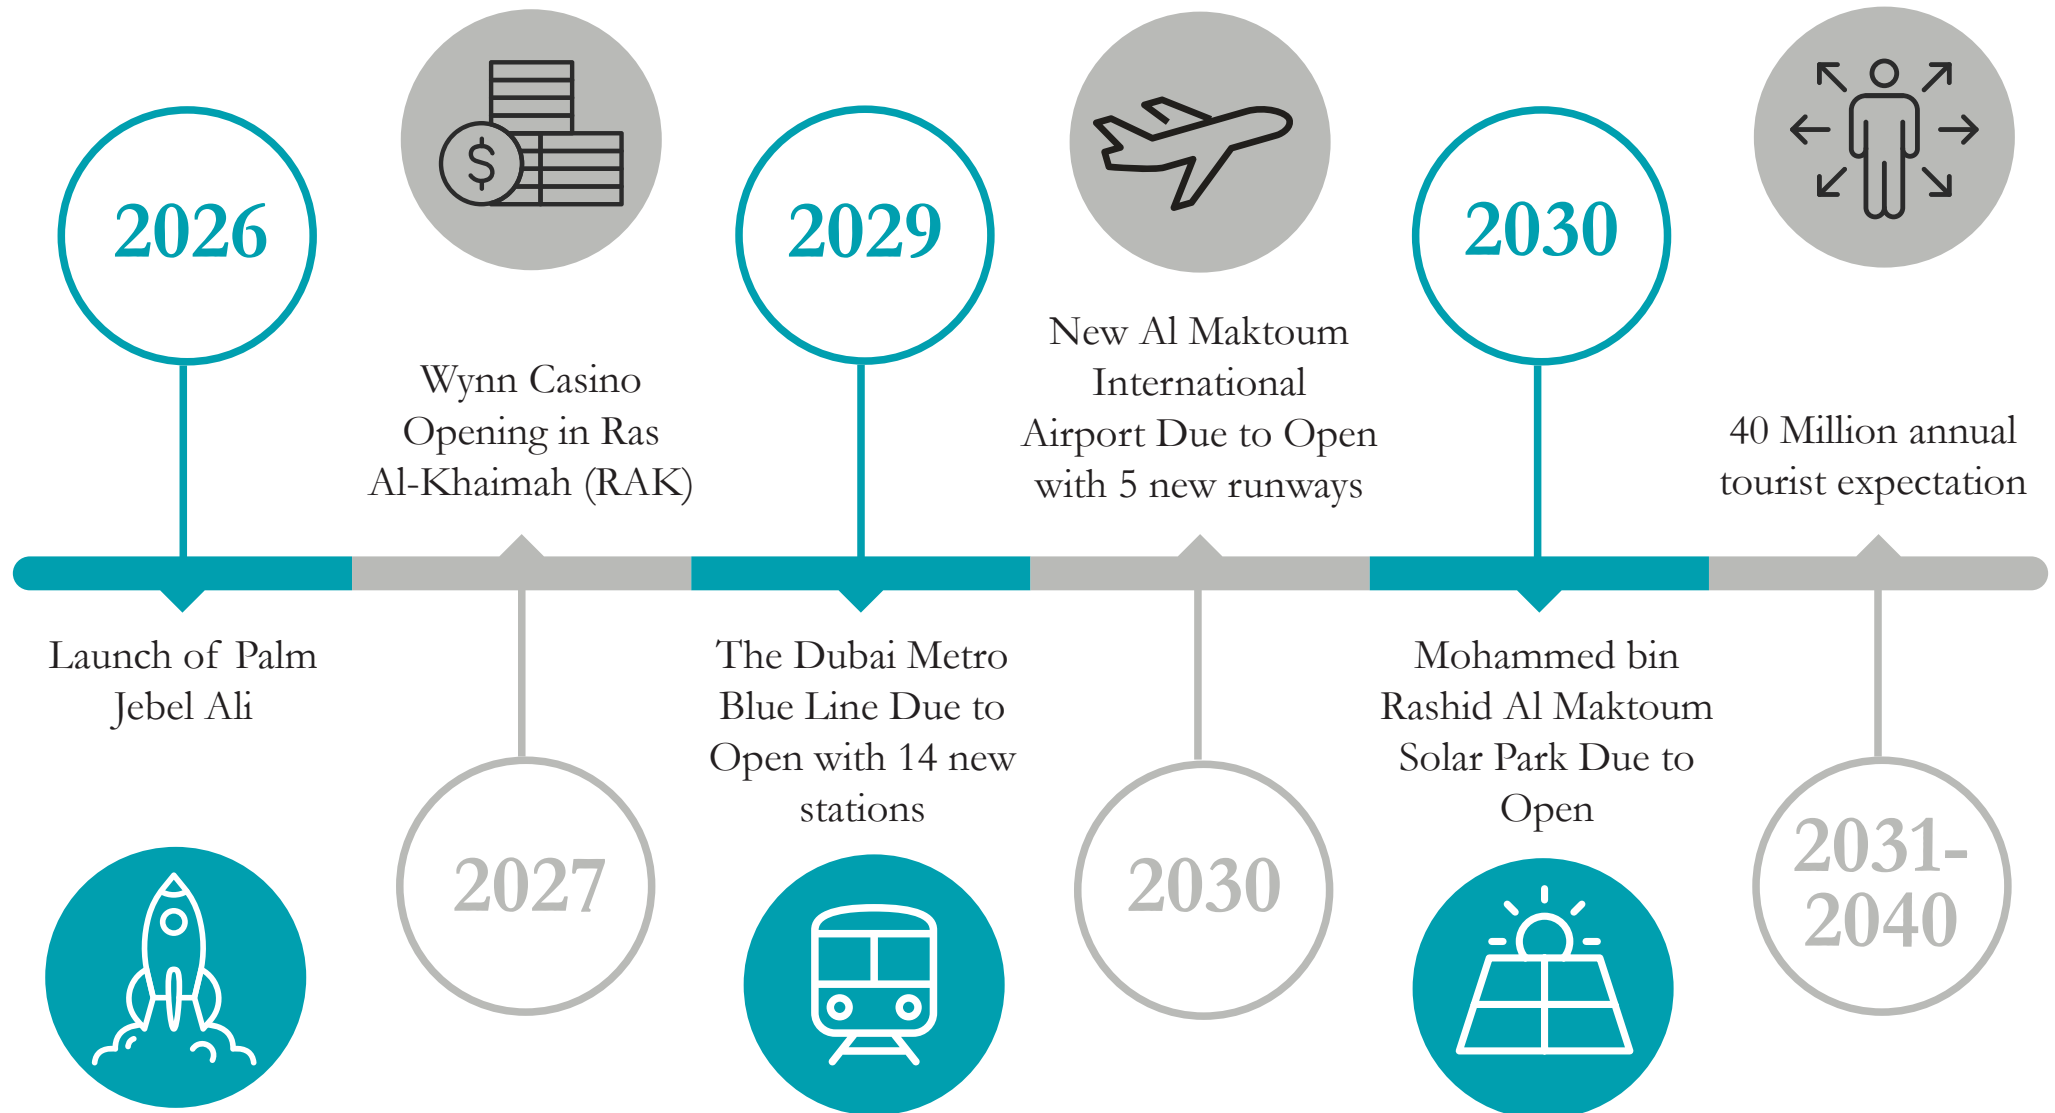 2026
Launch of Palm
Jebel Ali
$
Wynn Casino
Opening in Ras
Al-Khaimah (RAK)
2027
2029
The Dubai Metro
Blue Line Due to
Open with 14 new
stations
New Al Maktoum
International
Airport Due to Open
with 5 new runways
2030
2030
Mohammed bin
Rashid Al Maktoum
Solar Park Due to
Open
40 Million annual
tourist expectation
2031-
2040